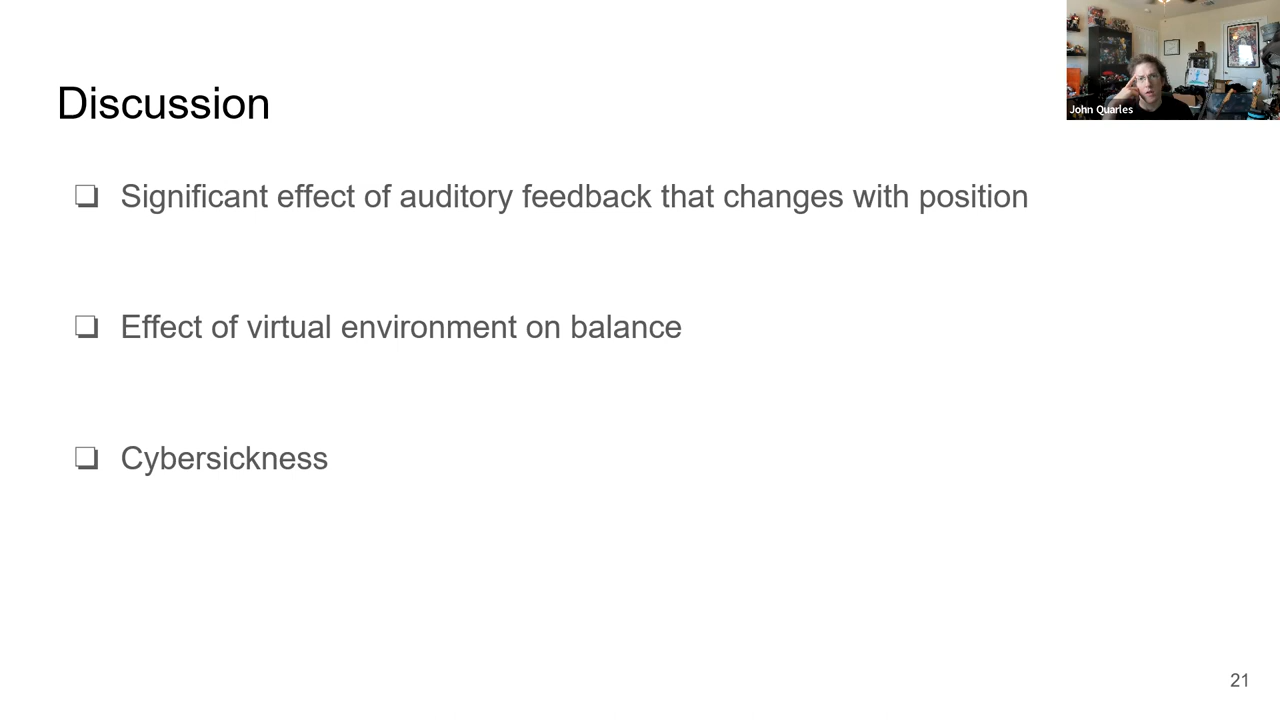 John Quarles
Discussion
❏ Significant effect of auditory feedback that changes with position
❏ Effect of virtual environment on balance
❏ Cybersickness
21